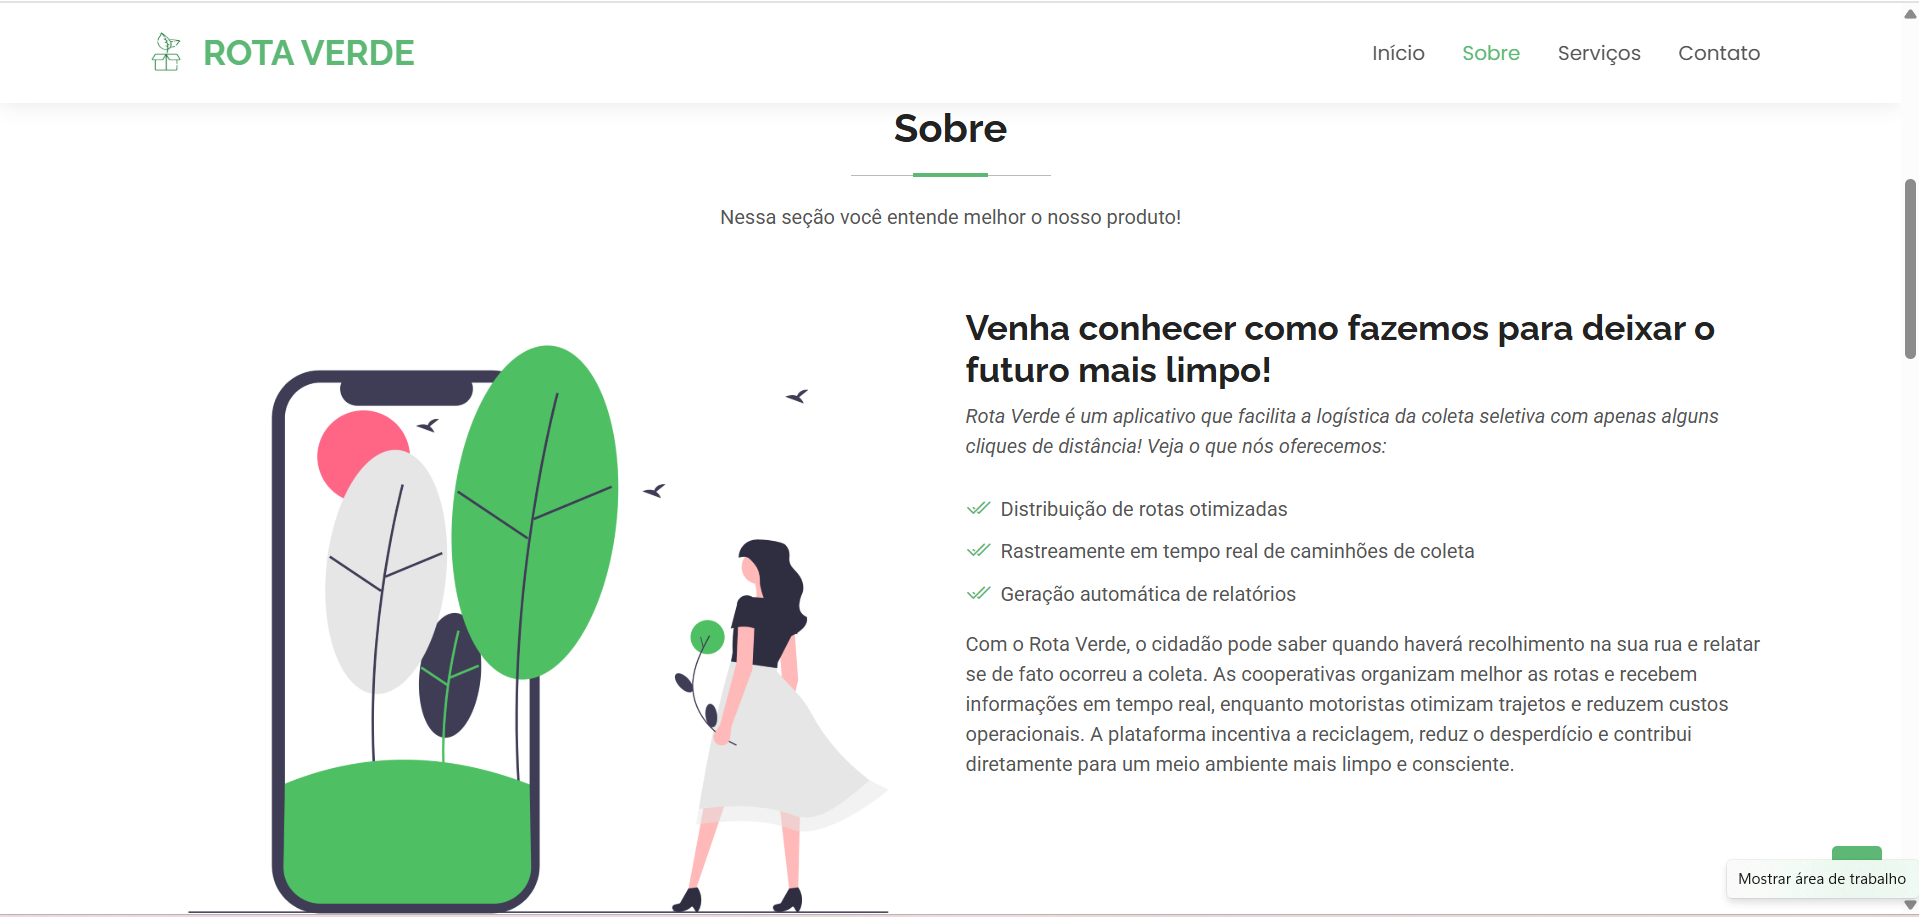 ROTA VERDE
Início
Sobre
Serviços
Contato
Sobre
Nessa seção você entende melhor o nosso produto!
Venha conhecer como fazemos para deixar o
futuro mais limpo!
Rota Verde é um aplicativo que facilita a logística da coleta seletiva com apenas alguns
cliques de distância! Veja o que nós oferecemos:
Distribuição de rotas otimizadas
Rastreamente em tempo real de caminhões de coleta
Geração automática de relatórios
Com o Rota Verde, o cidadão pode saber quando haverá recolhimento na sua rua e relatar
se de fato ocorreu a coleta. As cooperativas organizam melhor as rotas e recebem
informações em tempo real, enquanto motoristas otimizam trajetos e reduzem custos
operacionais. A plataforma incentiva a reciclagem, reduz o desperdício e contribui
diretamente para um meio ambiente mais limpo e consciente.
Mostrar área de trabalho